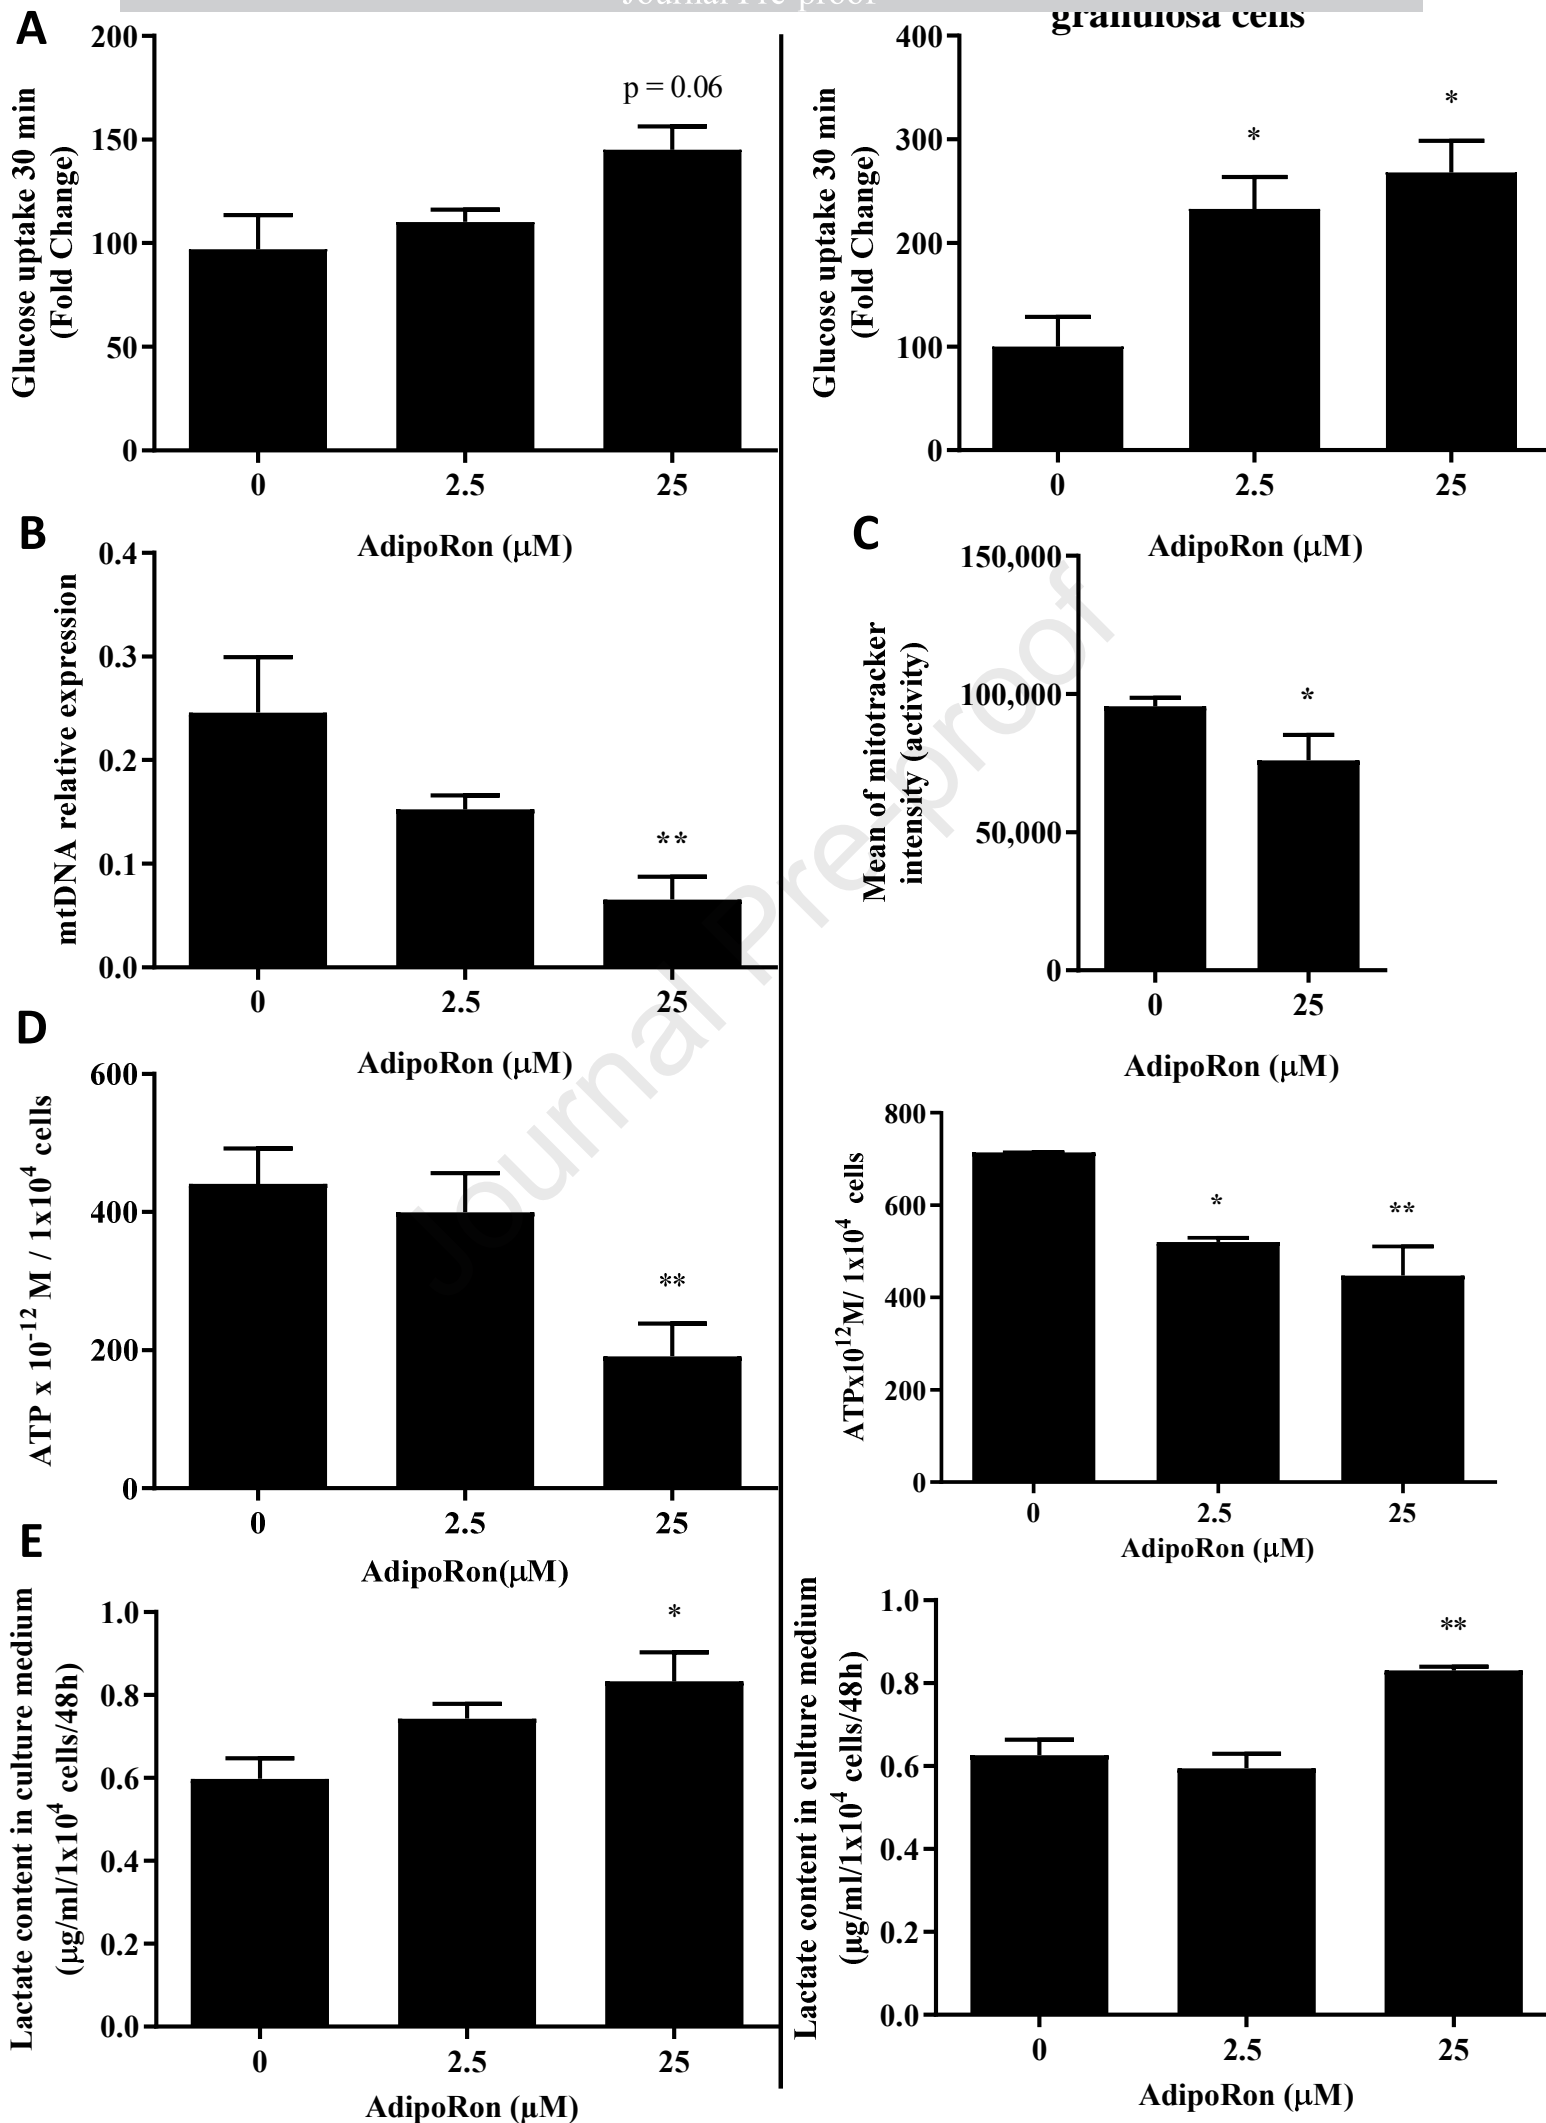 Journal Pre-proof
granulosa cells
A
200
150
100
50
0
Glucose uptake 30 min
(Fold Change)
p = 0.06
0 2.5 25
AdipoRon (μM)
400
300
200
100
0
Glucose uptake 30 min
(Fold Change)
*
*
0 2.5 25
AdipoRon (μM)
B
0.4
0.3
0.2
0.1
0.0
mtDNA relative expression
**
0 2.5 25
AdipoRon (μM)
C
150,000
100,000
50,000
0
Mean of mitotracker
intensity (activity)
*
0 25
AdipoRon (μM)
D
600
400
200
0
ATP x 10⁻¹² M / 1x10⁴ cells
**
0 2.5 25
AdipoRon(μM)
800
600
400
200
0
ATPx10¹²M/ 1x10⁴ cells
*
**
0 2.5 25
AdipoRon (μM)
E
1.0
0.8
0.6
0.4
0.2
0.0
Lactate content in culture medium
(μg/ml/1x10⁴ cells/48h)
*
0 2.5 25
AdipoRon (μM)
1.0
0.8
0.6
0.4
0.2
0.0
Lactate content in culture medium
(μg/ml/1x10⁴ cells/48h)
**
0 2.5 25
AdipoRon (μM)
Journal Pre-proof